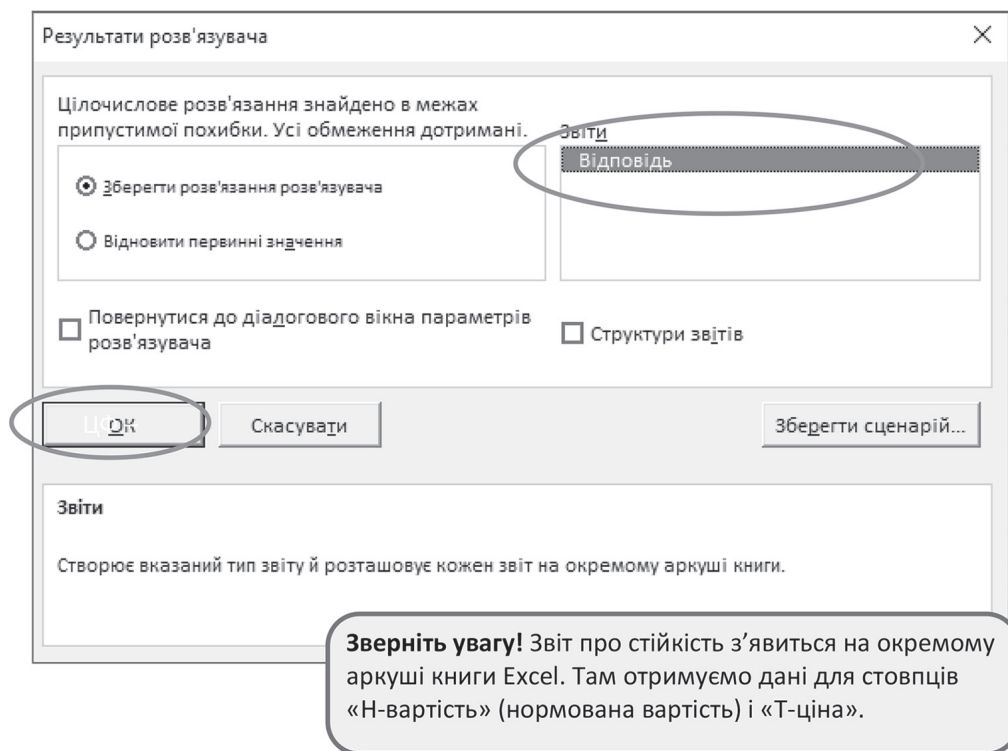 Результати розв'язувача
Цілочислове розв'язання знайдено в межах
припустимої похибки. Усі обмеження дотримані.
Звіти
Відповідь
Зберегти розв'язання розв'язувача
Відновити первинні значення
Повернутися до діалогового вікна параметрів
розв'язувача
Структури звітів
ОК
Скасувати
Зберегти сценарій...
Звіти
Створює вказаний тип звіту й розташовує кожен звіт на окремому аркуші книги.
Зверніть увагу! Звіт про стійкість з’явиться на окремому
аркуші книги Excel. Там отримуємо дані для стовпців
«Н-вартість» (нормована вартість) і «Т-ціна».